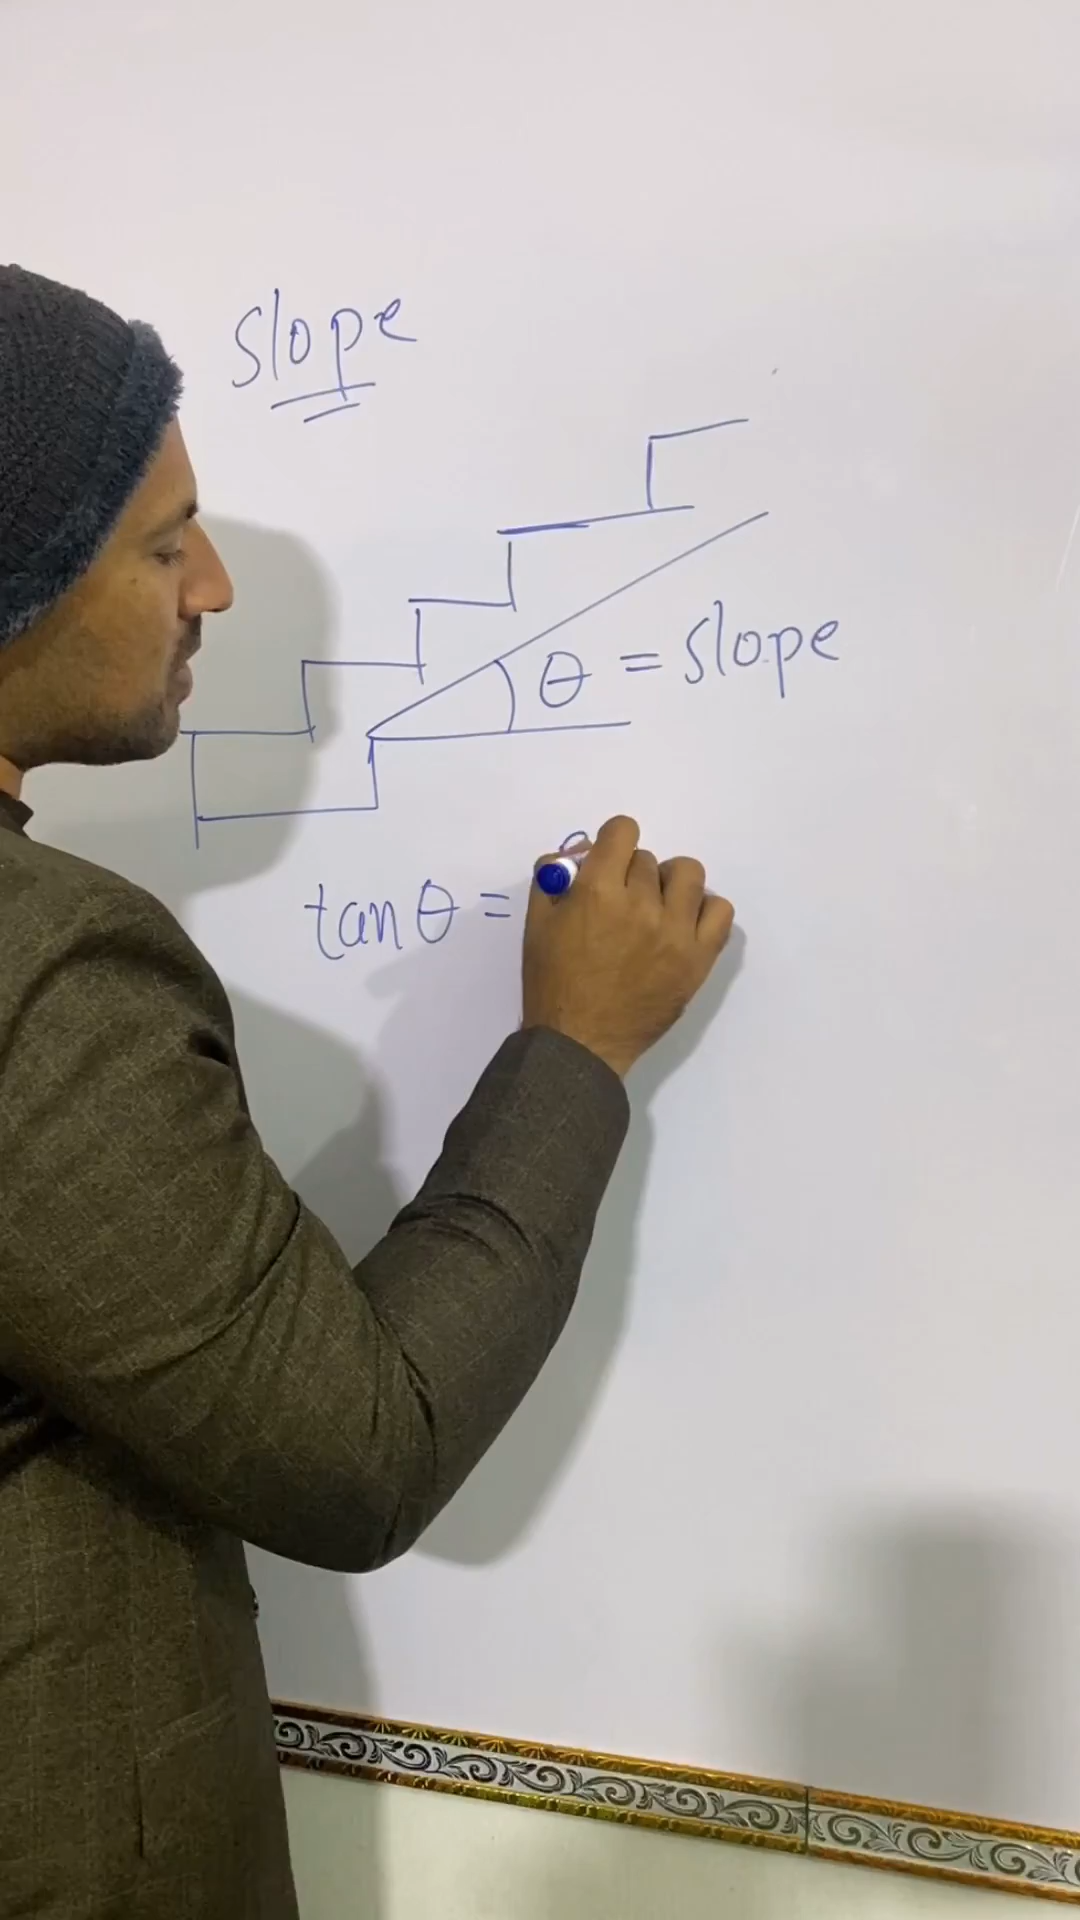 slope
θ = slope
tan θ =